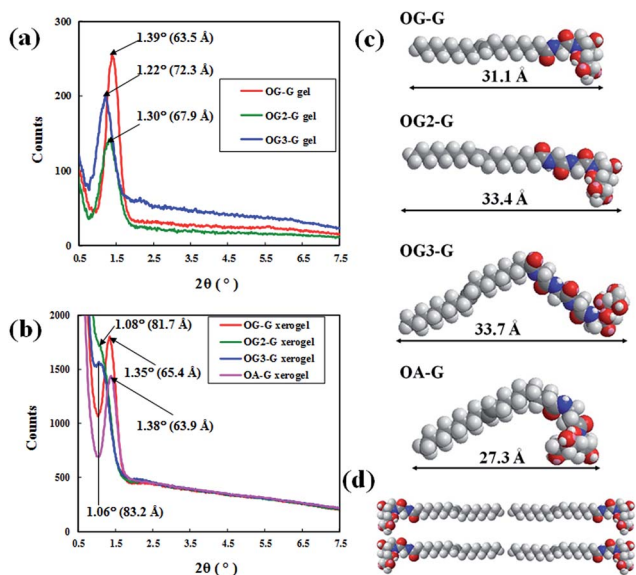 (a)
300
200
100
0
Counts
1.39° (63.5 Å)
1.22° (72.3 Å)
1.30° (67.9 Å)
OG-G gel
OG2-G gel
OG3-G gel
0.5 1.5 2.5 3.5 4.5 5.5 6.5 7.5
2θ (°)
(b)
2000
1500
1000
500
0
Counts
1.08° (81.7 Å)
1.35° (65.4 Å)
1.38° (63.9 Å)
1.06° (83.2 Å)
OG-G xerogel
OG2-G xerogel
OG3-G xerogel
OA-G xerogel
0.5 1.5 2.5 3.5 4.5 5.5 6.5 7.5
2θ (°)
(c)
OG-G
31.1 Å
OG2-G
33.4 Å
OG3-G
33.7 Å
OA-G
27.3 Å
(d)